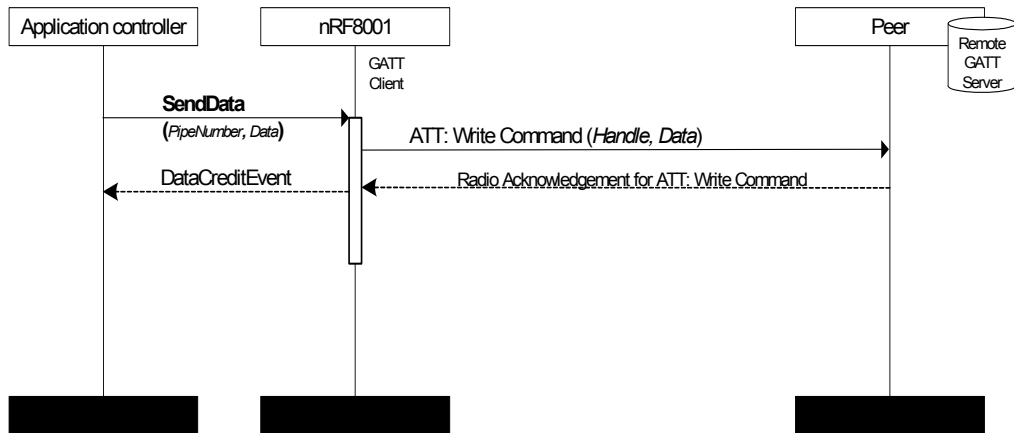 Application controller
nRF8001
Peer
Remote
GATT
Server
GATT
Client
SendData
(PipeNumber, Data)
ATT: Write Command (Handle, Data)
DataCreditEvent
Radio Acknowledgement for ATT: Write Command